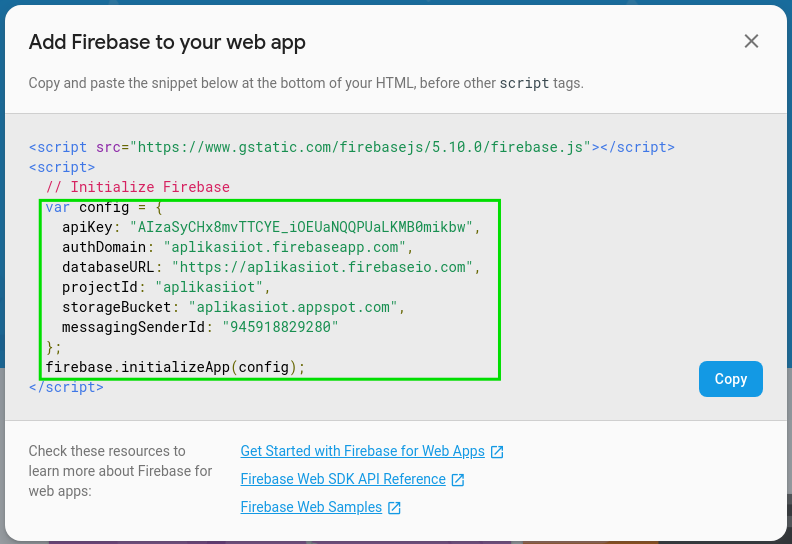 Add Firebase to your web app
Copy and paste the snippet below at the bottom of your HTML, before other script tags.
<script src="https://www.gstatic.com/firebasejs/5.10.0/firebase.js"></script>
<script>
  // Initialize Firebase
  var config = {
    apiKey: "AIzaSyCHx8mvTTCYE_iOEUaNQQPUaLKMB0mikbw",
    authDomain: "aplikasiiot.firebaseapp.com",
    databaseURL: "https://aplikasiiot.firebaseio.com",
    projectId: "aplikasiiot",
    storageBucket: "aplikasiiot.appspot.com",
    messagingSenderId: "945918829280"
  };
  firebase.initializeApp(config);
</script>
Copy
Check these resources to
learn more about Firebase for
web apps:
Get Started with Firebase for Web Apps
Firebase Web SDK API Reference
Firebase Web Samples